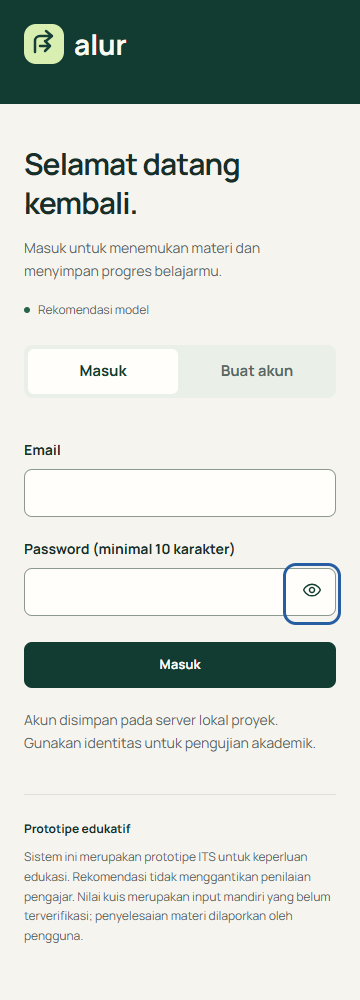 alur
Selamat datang
kembali.
Masuk untuk menemukan materi dan
menyimpan progres belajarmu.
Rekomendasi model
Masuk
Buat akun
Email
Password (minimal 10 karakter)
Masuk
Akun disimpan pada server lokal proyek.
Gunakan identitas untuk pengujian akademik.
Prototipe edukatif
Sistem ini merupakan prototipe ITS untuk keperluan
edukasi. Rekomendasi tidak menggantikan penilaian
pengajar. Nilai kuis merupakan input mandiri yang belum
terverifikasi; penyelesaian materi dilaporkan oleh
pengguna.